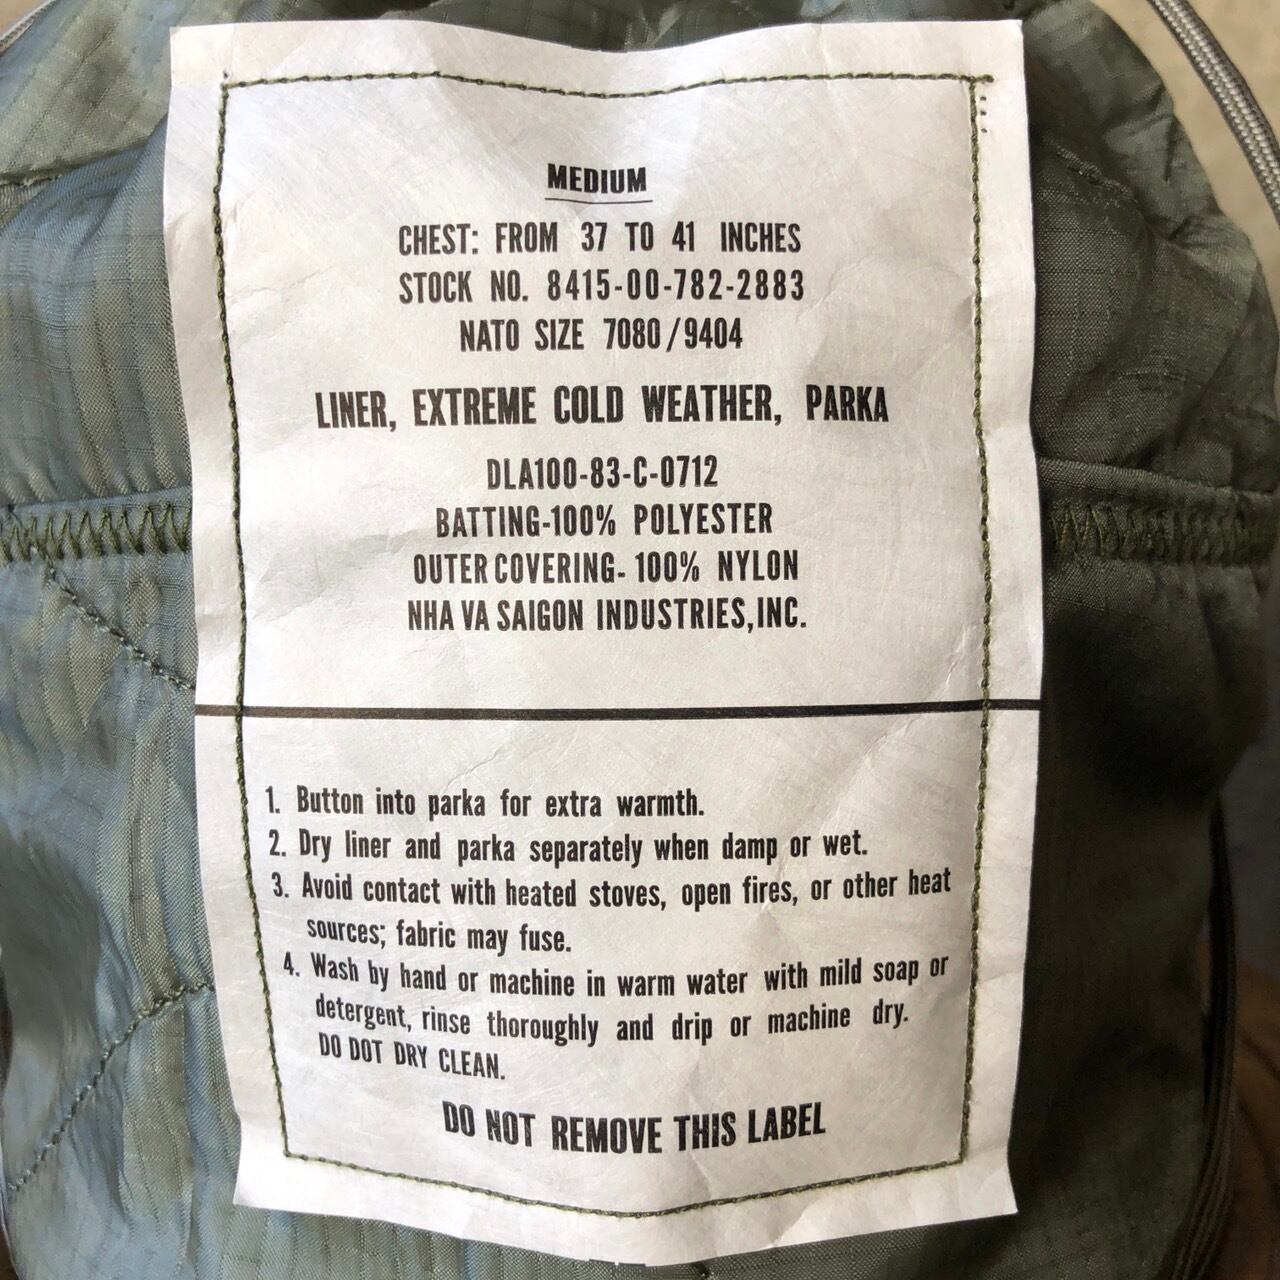 MEDIUM
CHEST: FROM 37 TO 41 INCHES
STOCK NO. 8415-00-782-2883
NATO SIZE 7080/9404
LINER, EXTREME COLD WEATHER, PARKA
DLA100-83-C-0712
BATTING-100% POLYESTER
OUTER COVERING- 100% NYLON
NHA VA SAIGON INDUSTRIES, INC.
1. Button into parka for extra warmth.
2. Dry liner and parka separately when damp or wet.
3. Avoid contact with heated stoves, open fires, or other heat
sources; fabric may fuse.
4. Wash by hand or machine in warm water with mild soap or
detergent, rinse thoroughly and drip or machine dry.
DO DOT DRY CLEAN.
DO NOT REMOVE THIS LABEL